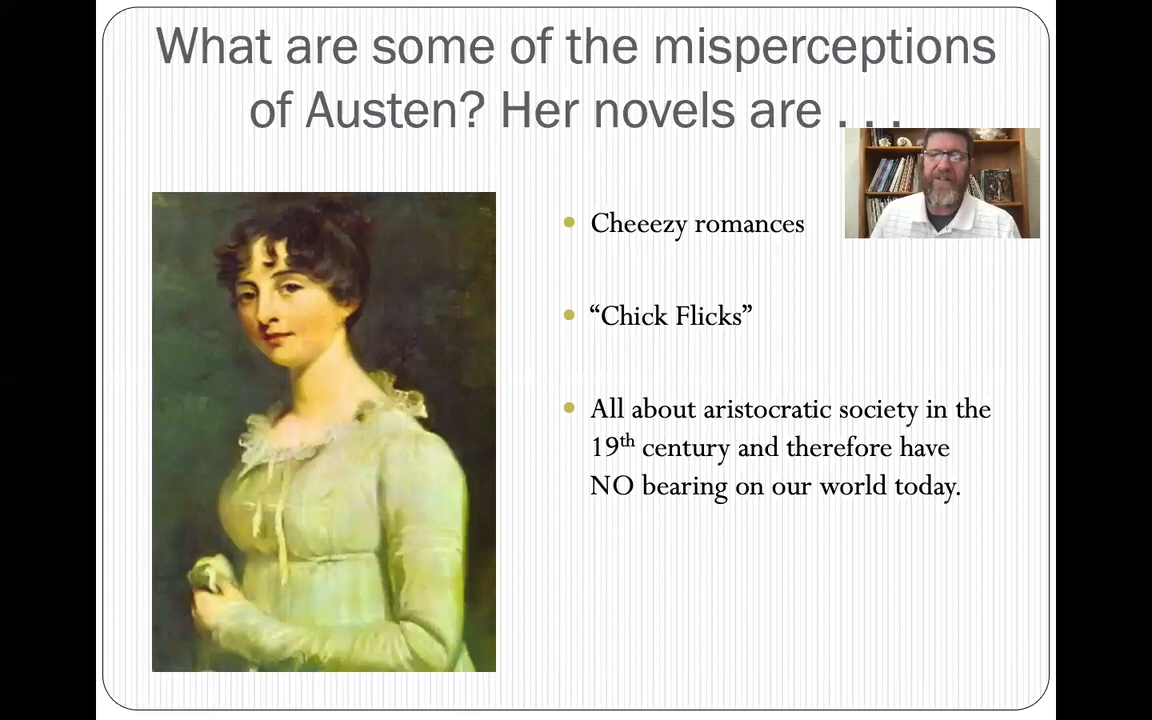 What are some of the misperceptions
of Austen? Her novels are . . .
Cheeezy romances
“Chick Flicks”
All about aristocratic society in the
19th century and therefore have
NO bearing on our world today.